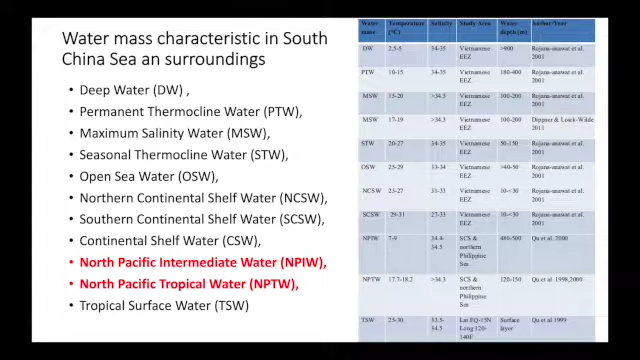 Water mass characteristic in South
China Sea an surroundings
• Deep Water (DW) ,
• Permanent Thermocline Water (PTW),
• Maximum Salinity Water (MSW),
• Seasonal Thermocline Water (STW),
• Open Sea Water (OSW),
• Northern Continental Shelf Water (NCSW),
• Southern Continental Shelf Water (SCSW),
• Continental Shelf Water (CSW),
• North Pacific Intermediate Water (NPIW),
• North Pacific Tropical Water (NPTW),
• Tropical Surface Water (TSW)
Water mass Temperature (°C) Salinity Study Area Water depth (m) Author/Year
DW 2.5-5 34-35 Vietnamese EEZ >900 Rojana-anawat et al. 2001
PTW 10-15 34-35 Vietnamese EEZ 180-400 Rojana-anawat et al. 2001
MSW 15-20 >34.5 Vietnamese EEZ 100-200 Rojana-anawat et al. 2001
MSW 17-19 >34.5 Vietnamese EEZ 100-200 Dippner & Loick-Wilde 2011
STW 20-27 34-35 Vietnamese EEZ 50-150 Rojana-anawat et al. 2001
OSW 25-29 33-34 Vietnamese EEZ >40-50 Rojana-anawat et al. 2001
NCSW 23-27 31-33 Vietnamese EEZ 10-<30 Rojana-anawat et al. 2001
SCSW -29-31 27-33 Vietnamese EEZ 10-<30 Rojana-anawat et al. 2001
NPIW 7-9 34.4-34.5 SCS & northern Philippine Sea 480-500 Qu et al. 2000
NPTW 17.7-18.2 >34.3 SCS & northern Philippine Sea 120-150 Qu et al. 1998,2000
TSW 25-30 33.5-34.5 Lat EQ-15N Long 120-140E Surface layer Qu et al 1999